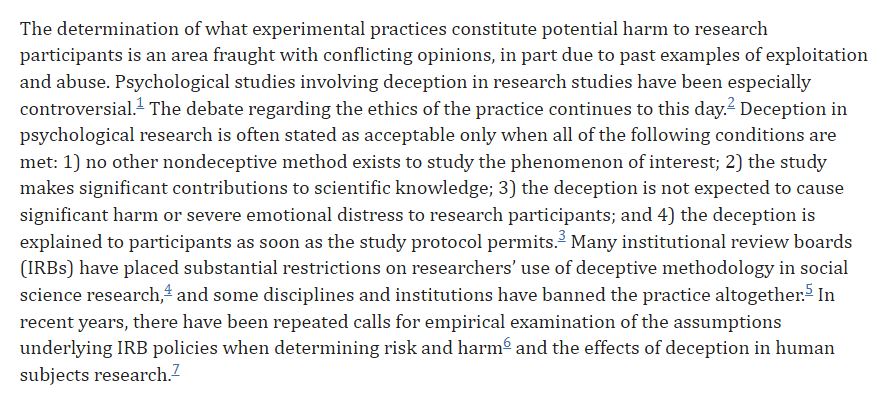 The determination of what experimental practices constitute potential harm to research
participants is an area fraught with conflicting opinions, in part due to past examples of exploitation
and abuse. Psychological studies involving deception in research studies have been especially
controversial.1 The debate regarding the ethics of the practice continues to this day.2 Deception in
psychological research is often stated as acceptable only when all of the following conditions are
met: 1) no other nondeceptive method exists to study the phenomenon of interest; 2) the study
makes significant contributions to scientific knowledge; 3) the deception is not expected to cause
significant harm or severe emotional distress to research participants; and 4) the deception is
explained to participants as soon as the study protocol permits.3 Many institutional review boards
(IRBs) have placed substantial restrictions on researchers’ use of deceptive methodology in social
science research,4 and some disciplines and institutions have banned the practice altogether.5 In
recent years, there have been repeated calls for empirical examination of the assumptions
underlying IRB policies when determining risk and harm6 and the effects of deception in human
subjects research.7